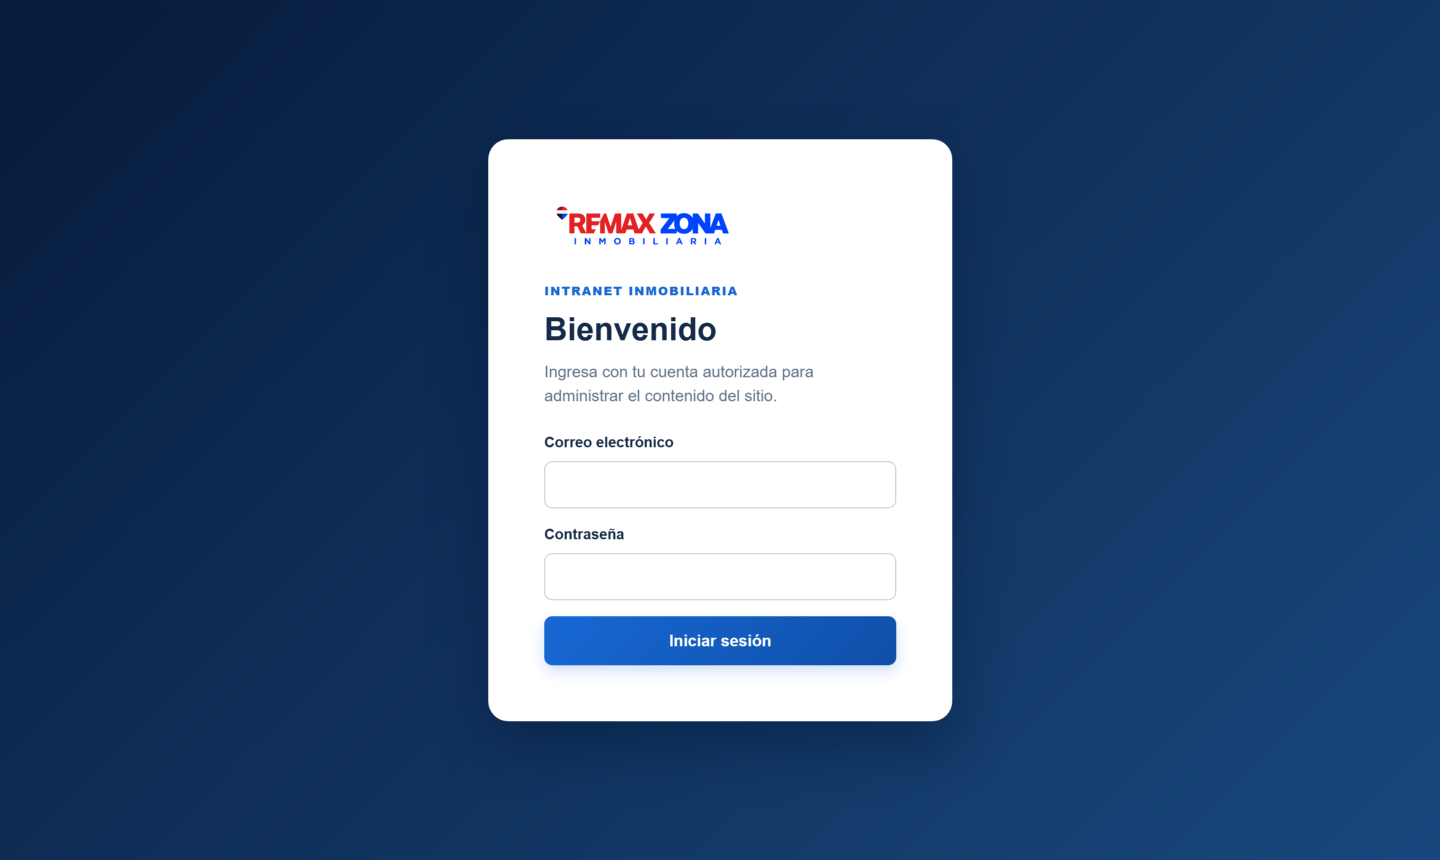 REMAX ZONA
INMOBILIARIA
INTRANET INMOBILIARIA
Bienvenido
Ingresa con tu cuenta autorizada para
administrar el contenido del sitio.
Correo electrónico
Contraseña
Iniciar sesión